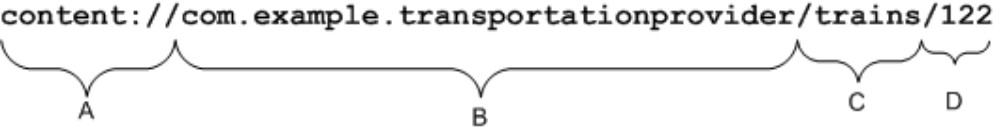 content://com.example.transportationprovider/trains/122
A B C D